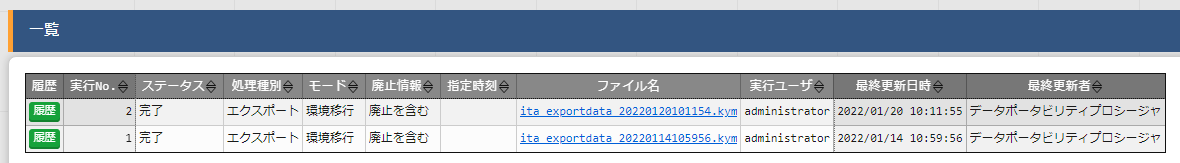 一覧
履歴 実行No. ステータス 処理種別 モード 廃止情報 指定時刻 ファイル名 実行ユーザ 最終更新日時 最終更新者
履歴 2 完了 エクスポート 環境移行 廃止を含む ita_exportdata_20220120101154.kym administrator 2022/01/20 10:11:55 データポータビリティプロシージャ
履歴 1 完了 エクスポート 環境移行 廃止を含む ita_exportdata_20220114105956.kym administrator 2022/01/14 10:59:56 データポータビリティプロシージャ